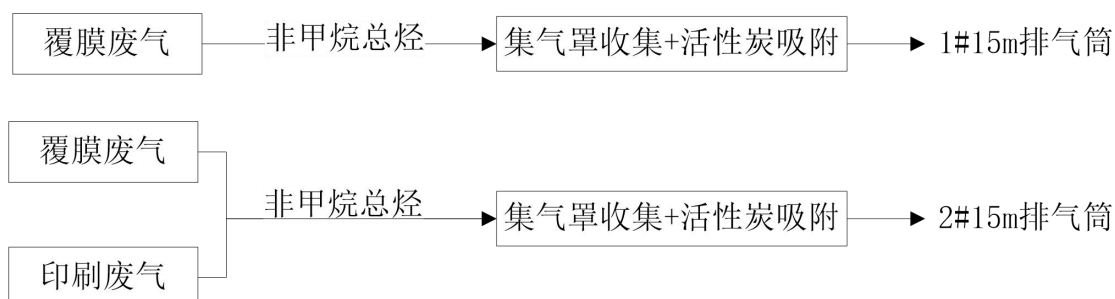 覆膜废气
非甲烷总烃
集气罩收集+活性炭吸附
1#15m排气筒
覆膜废气
非甲烷总烃
集气罩收集+活性炭吸附
2#15m排气筒
印刷废气